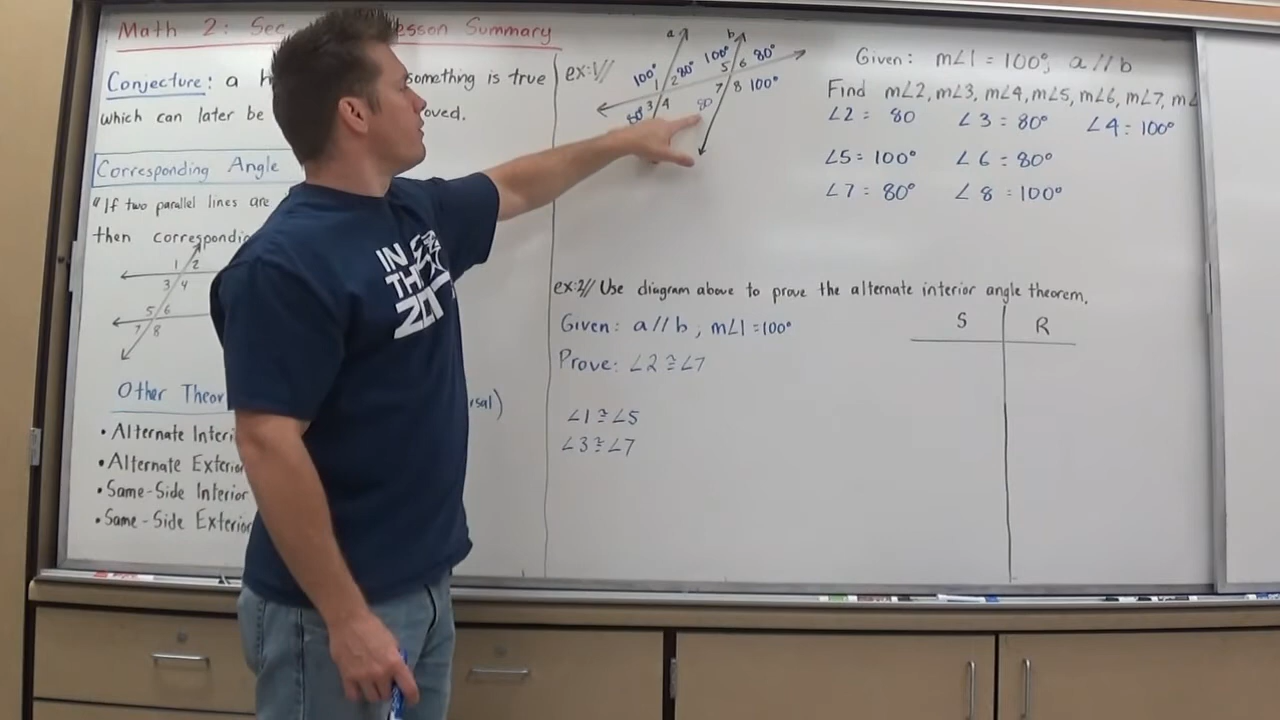 Math 2: Sec esson Summary
Conjecture: a something is true
which can later be oved.
Corresponding Angle
"If two parallel lines are
then correspondi
1 2
3 4
5 6
7 8
Other Theor rsal)
• Alternate Interi
• Alternate Exterio
• Same-Side Interior
• Same-Side Exterior
ex:1//
a b
100° 1 2 80° 100° 5 6 80°
80° 3 4 80 7 8 100°
Given: m∠1 = 100°, a // b
Find m∠2, m∠3, m∠4, m∠5, m∠6, m∠7, m∠
∠2 = 80 ∠3 = 80° ∠4 = 100°
∠5 = 100° ∠6 = 80°
∠7 = 80° ∠8 = 100°
ex:2// Use diagram above to prove the alternate interior angle theorem.
Given: a // b, m∠1 = 100°
Prove: ∠2 ≅ ∠7
∠1 ≅ ∠5
∠3 ≅ ∠7
S R
IN
THE
ZON